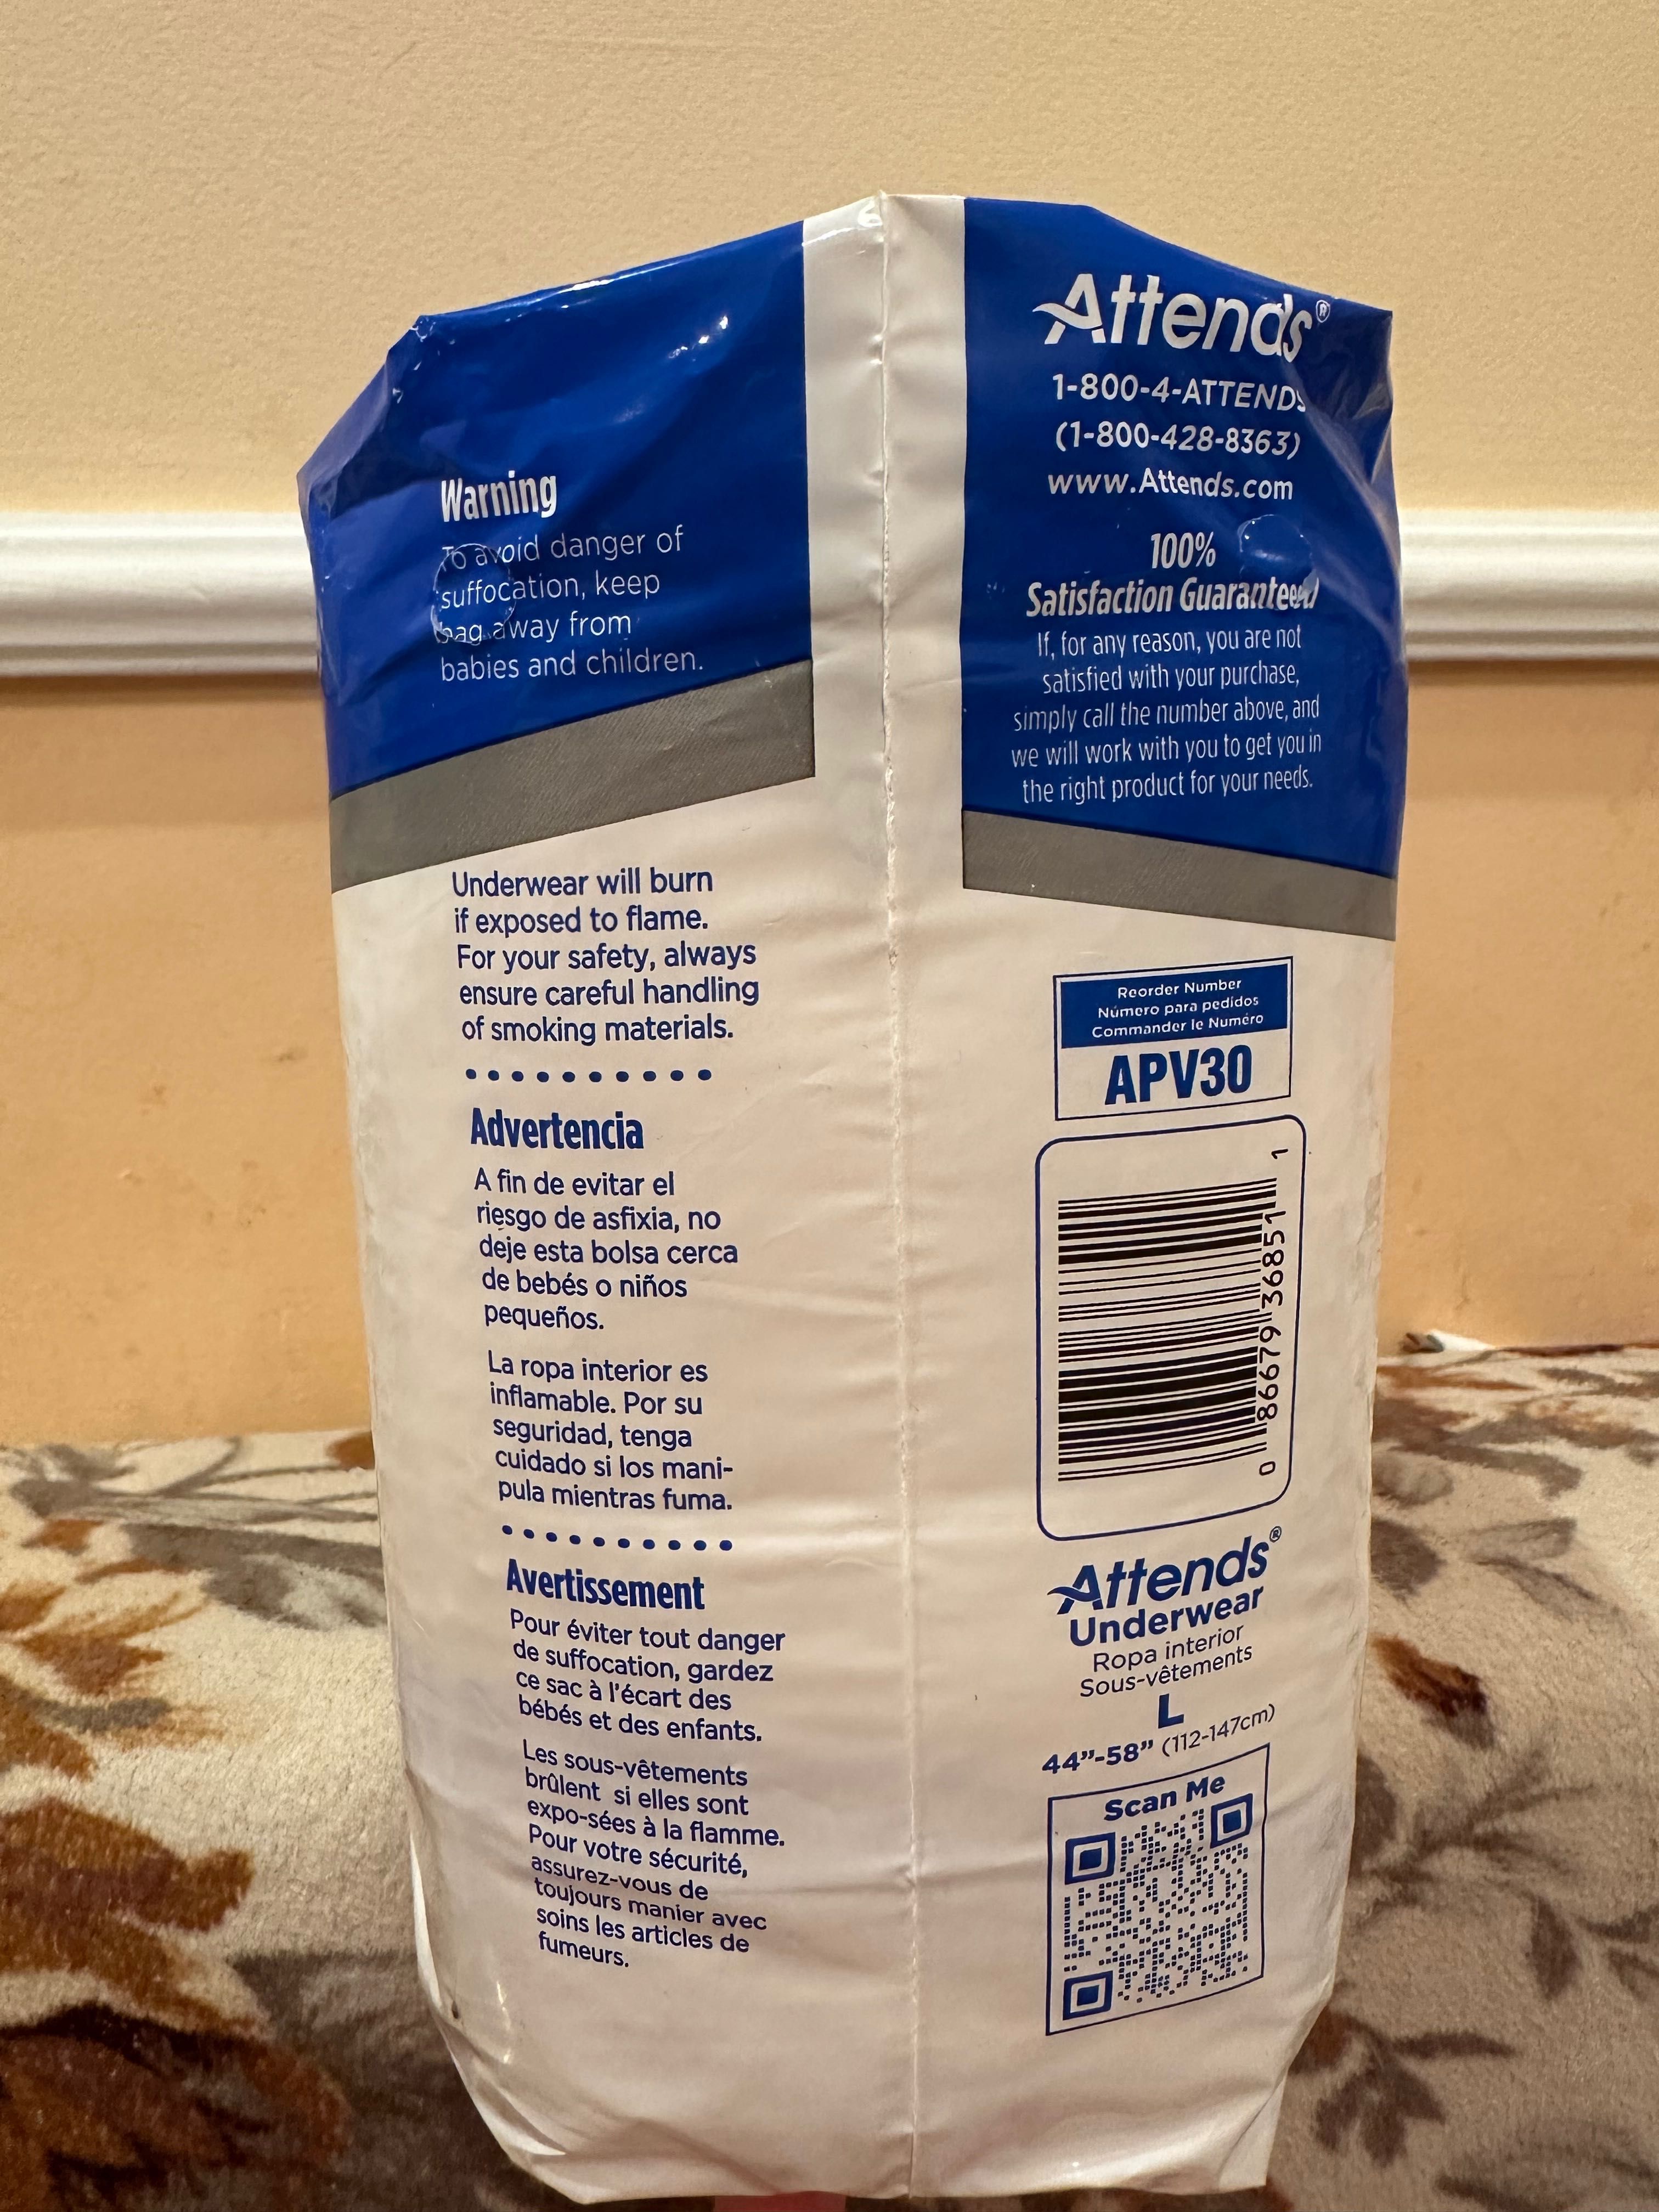 Warning
To avoid danger of
suffocation, keep
bag away from
babies and children.
Underwear will burn
if exposed to flame.
For your safety, always
ensure careful handling
of smoking materials.
Advertencia
A fin de evitar el
riesgo de asfixia, no
deje esta bolsa cerca
de bebés o niños
pequeños.
La ropa interior es
inflamable. Por su
seguridad, tenga
cuidado si los mani-
pula mientras fuma.
Avertissement
Pour éviter tout danger
de suffocation, gardez
ce sac à l'écart des
bébés et des enfants.
Les sous-vêtements
brûlent si elles sont
expo-sées à la flamme.
Pour votre sécurité,
assurez-vous de
toujours manier avec
soins les articles de
fumeurs.
Attends®
1-800-4-ATTENDS
(1-800-428-8363)
www.Attends.com
100%
Satisfaction Guaranteed
If, for any reason, you are not
satisfied with your purchase,
simply call the number above, and
we will work with you to get you in
the right product for your needs.
Reorder Number
Número para pedidos
Commander le Numéro
APV30
0 86679 36851 1
Attends®
Underwear
Ropa interior
Sous-vêtements
L
44"-58" (112-147cm)
Scan Me